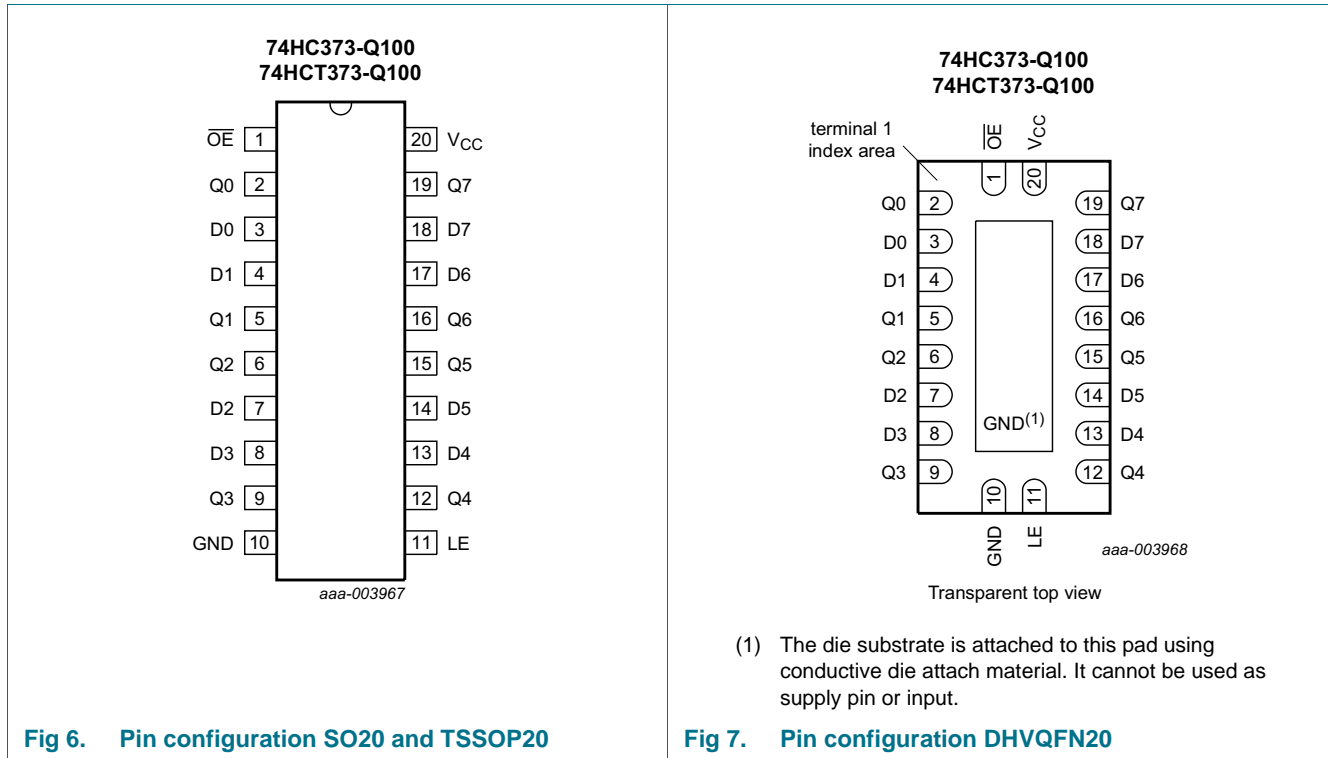 74HC373-Q100
74HCT373-Q100
OE 1 20 VCC
Q0 2 19 Q7
D0 3 18 D7
D1 4 17 D6
Q1 5 16 Q6
Q2 6 15 Q5
D2 7 14 D5
D3 8 13 D4
Q3 9 12 Q4
GND 10 11 LE
aaa-003967
Fig 6. Pin configuration SO20 and TSSOP20
74HC373-Q100
74HCT373-Q100
terminal 1
index area
OE VCC
1 20
Q0 2 19 Q7
D0 3 18 D7
D1 4 17 D6
Q1 5 16 Q6
Q2 6 15 Q5
D2 7 14 D5
D3 8 GND(1) 13 D4
Q3 9 12 Q4
10 11
GND LE
aaa-003968
Transparent top view
(1) The die substrate is attached to this pad using
conductive die attach material. It cannot be used as
supply pin or input.
Fig 7. Pin configuration DHVQFN20